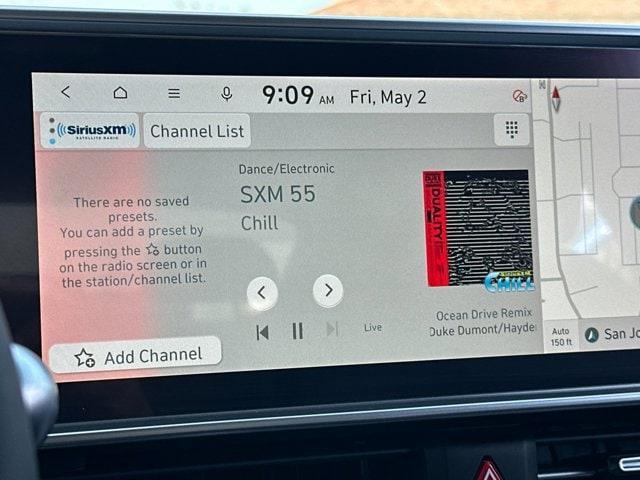 9:09 AM Fri, May 2
N
((SiriusXM))
SATELLITE RADIO
Channel List
There are no saved
presets.
You can add a preset by
pressing the button
on the radio screen or in
the station/channel list.
Add Channel
Dance/Electronic
SXM 55
Chill
Live
DUALITY
CHILL
Ocean Drive Remix
Duke Dumont/Hayde
Auto
150 ft
San Jo